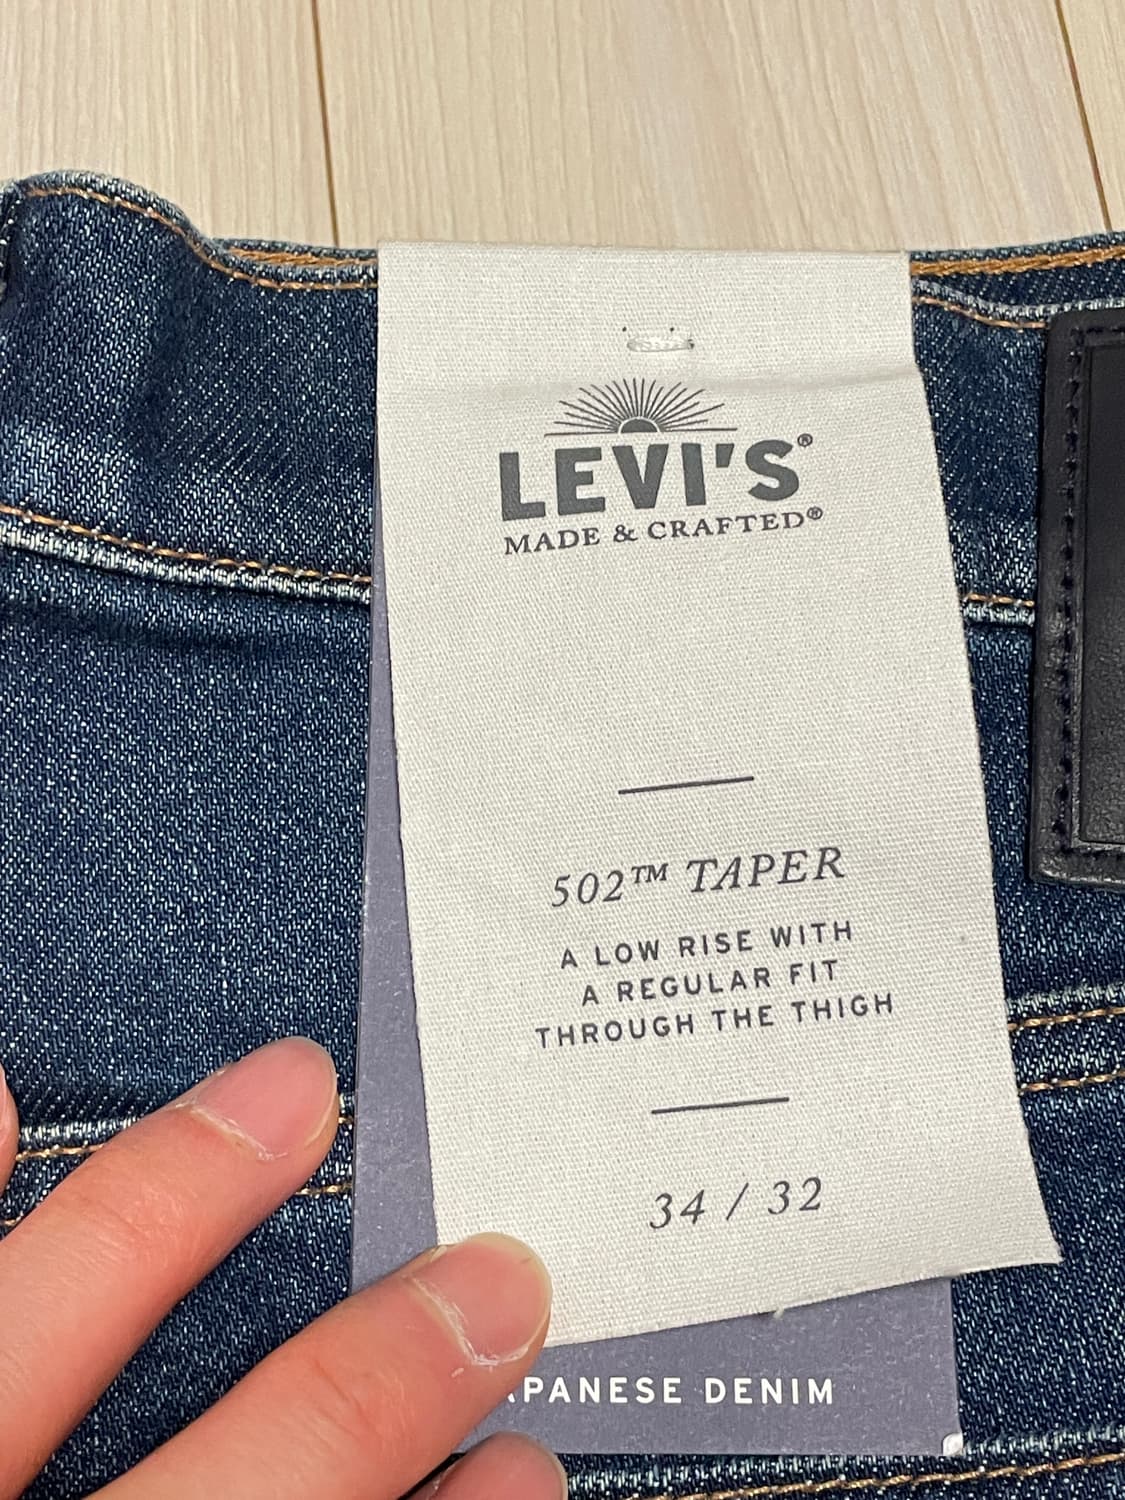 LEVI'S®
MADE & CRAFTED®
502™ TAPER
A LOW RISE WITH
A REGULAR FIT
THROUGH THE THIGH
34 / 32
APANESE DENIM